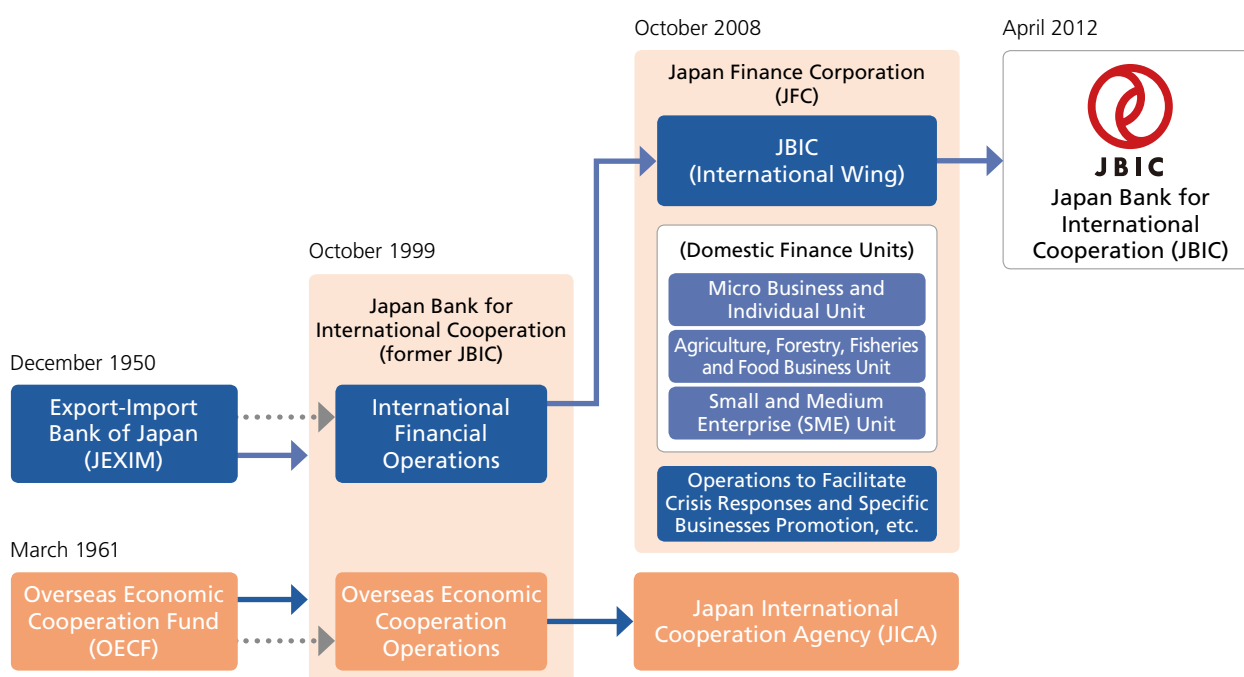 October 2008
April 2012
Japan Finance Corporation
(JFC)
JBIC
(International Wing)
JBIC
Japan Bank for
International
Cooperation (JBIC)
(Domestic Finance Units)
Micro Business and
Individual Unit
Agriculture, Forestry, Fisheries
and Food Business Unit
Small and Medium
Enterprise (SME) Unit
Operations to Facilitate
Crisis Responses and Specific
Businesses Promotion, etc.
October 1999
Japan Bank for
International Cooperation
(former JBIC)
December 1950
Export-Import
Bank of Japan
(JEXIM)
International
Financial
Operations
March 1961
Overseas Economic
Cooperation Fund
(OECF)
Overseas Economic
Cooperation
Operations
Japan International
Cooperation Agency (JICA)